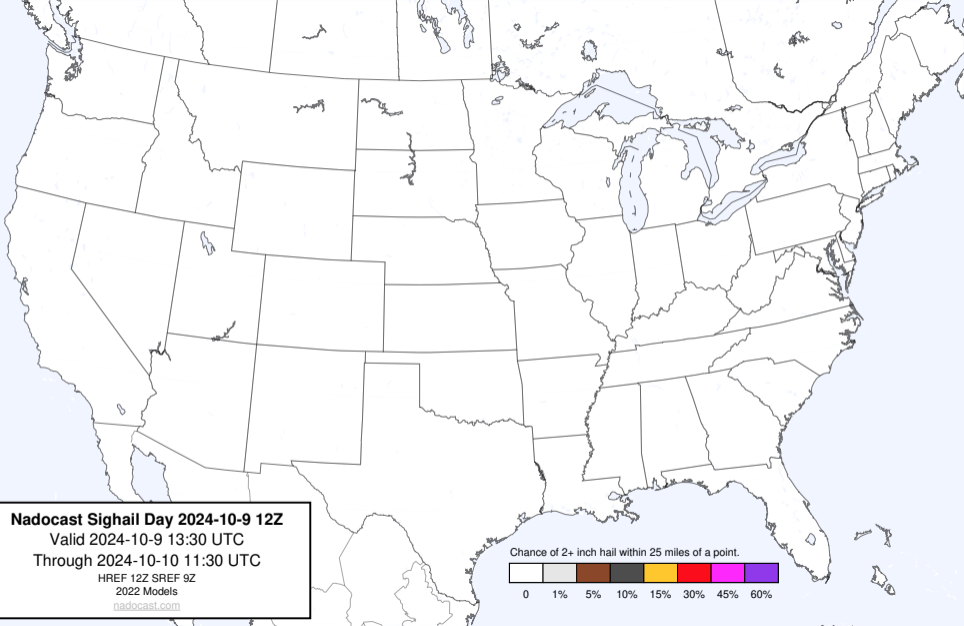 Nadocast Sighail Day 2024-10-9 12Z
Valid 2024-10-9 13:30 UTC
Through 2024-10-10 11:30 UTC
HREF 12Z SREF 9Z
2022 Models
nadocast.com
Chance of 2+ inch hail within 25 miles of a point.
0 1% 5% 10% 15% 30% 45% 60%